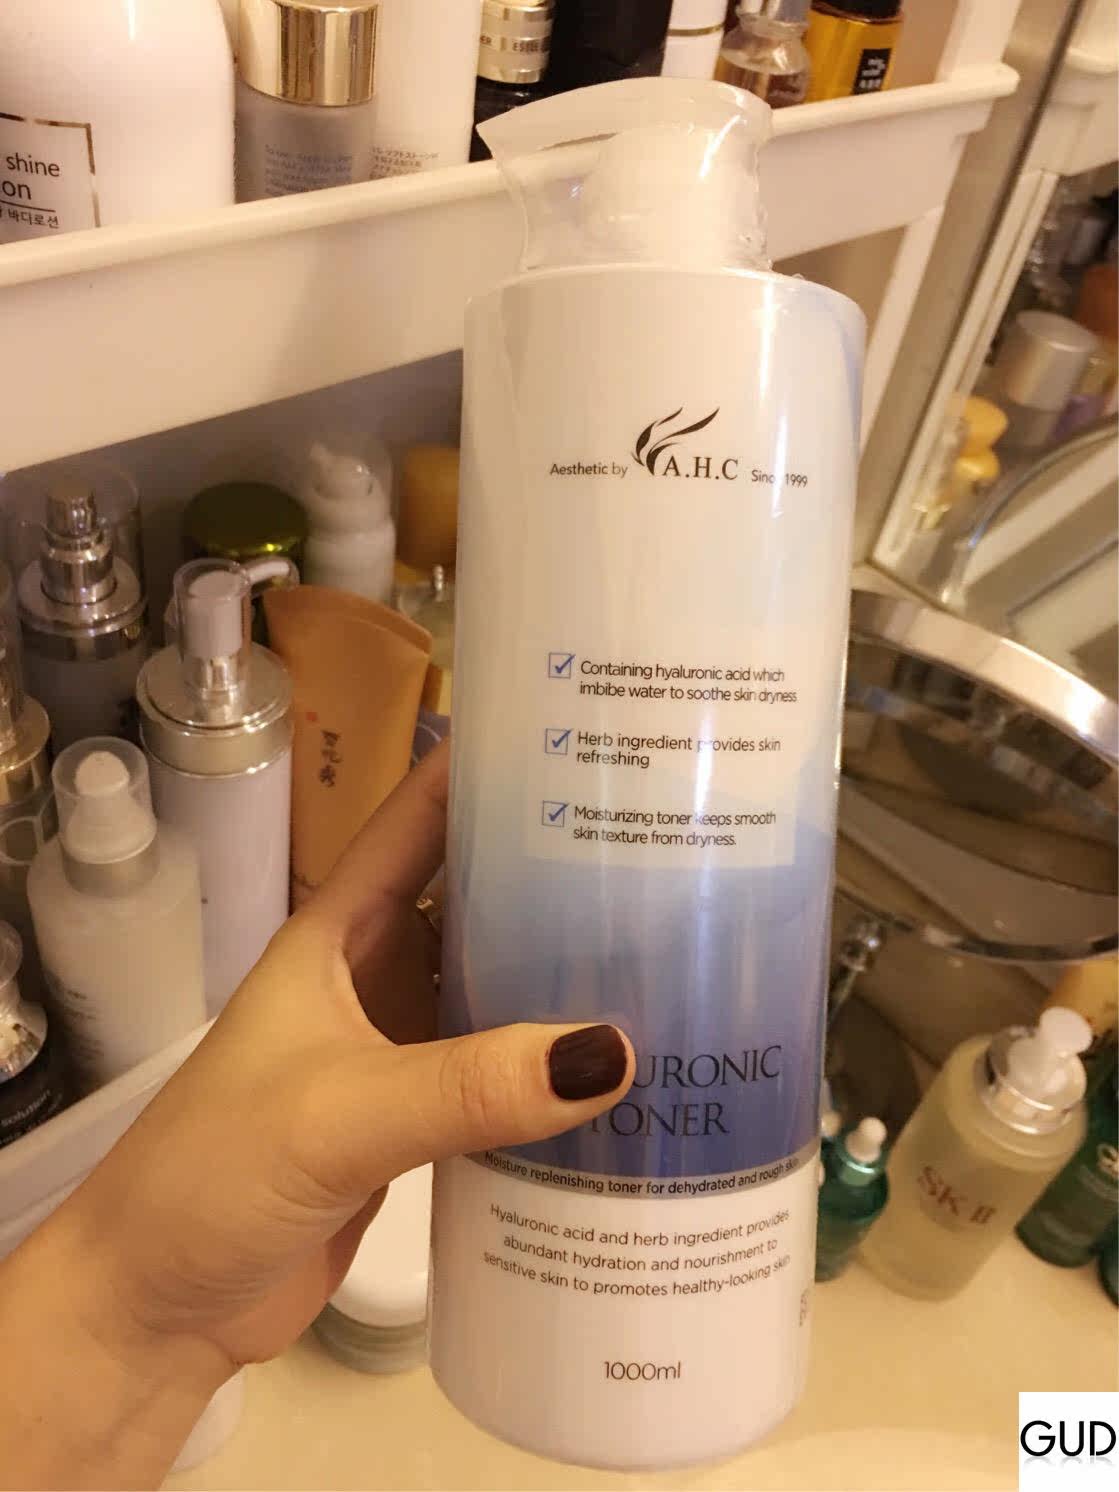 ESTEE
shine
on
바디로션
Aesthetic by A.H.C Since 1999
Containing hyaluronic acid which
imbibe water to soothe skin dryness
Herb ingredient provides skin
refreshing
Moisturizing toner keeps smooth
skin texture from dryness.
URONIC
TONER
Moisture replenishing toner for dehydrated and rough skin
Hyaluronic acid and herb ingredient provides
abundant hydration and nourishment to
sensitive skin to promotes healthy-looking skin
1000ml
solution
SK II
GUD